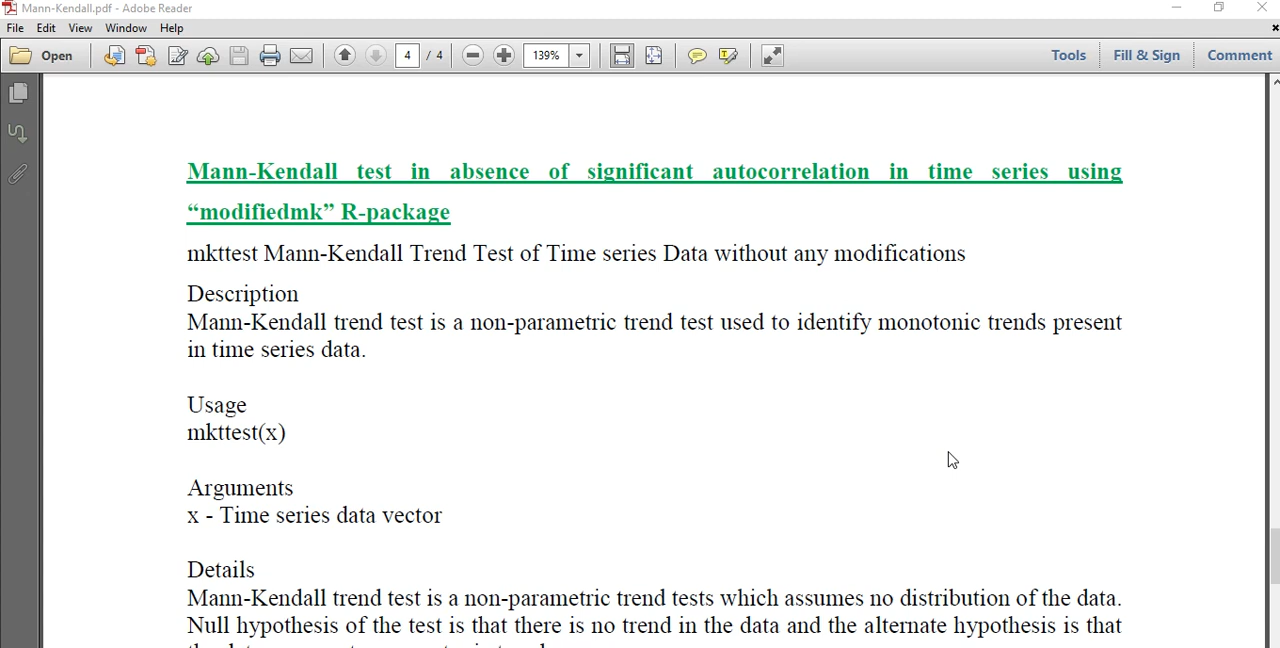 Mann-Kendall.pdf - Adobe Reader
File Edit View Window Help
Open 4 / 4 139% Tools Fill & Sign Comment
Mann-Kendall test in absence of significant autocorrelation in time series using
“modifiedmk” R-package
mkttest Mann-Kendall Trend Test of Time series Data without any modifications
Description
Mann-Kendall trend test is a non-parametric trend test used to identify monotonic trends present
in time series data.
Usage
mkttest(x)
Arguments
x - Time series data vector
Details
Mann-Kendall trend test is a non-parametric trend tests which assumes no distribution of the data.
Null hypothesis of the test is that there is no trend in the data and the alternate hypothesis is that